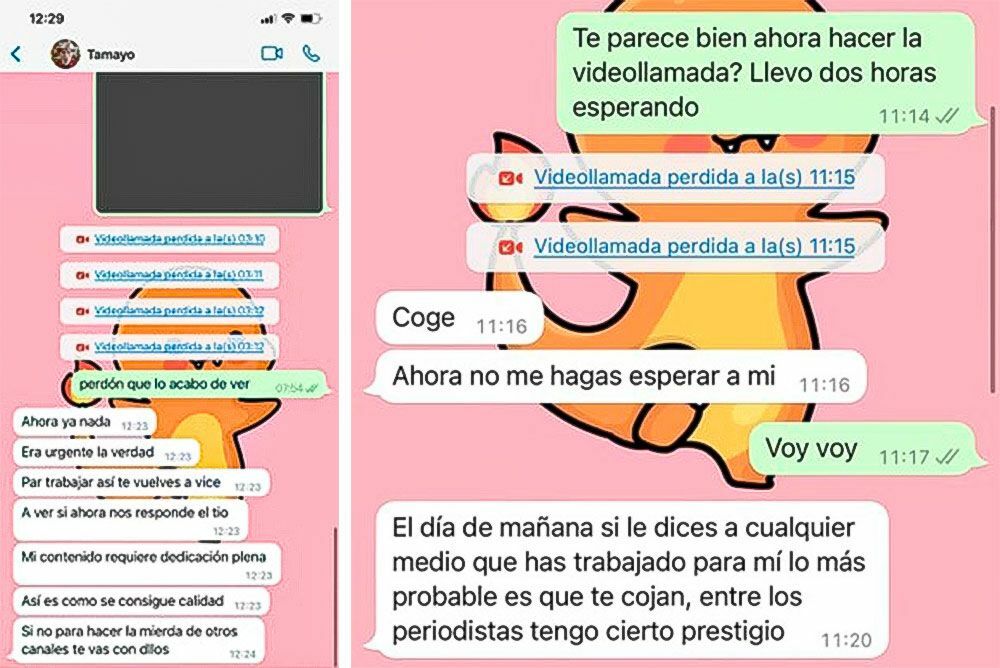 12:29
Tamayo
Videollamada perdida a la(s) 03:10
Videollamada perdida a la(s) 03:11
Videollamada perdida a la(s) 03:12
Videollamada perdida a la(s) 03:12
perdón que lo acabo de ver 07:54
Ahora ya nada 12:23
Era urgente la verdad 12:23
Par trabajar así te vuelves a vice 12:23
A ver si ahora nos responde el tio
12:23
Mi contenido requiere dedicación plena
12:23
Así es como se consigue calidad 12:23
Si no para hacer la mierda de otros
canales te vas con dllos 12:24
Te parece bien ahora hacer la
videollamada? Llevo dos horas
esperando 11:14
Videollamada perdida a la(s) 11:15
Videollamada perdida a la(s) 11:15
Coge 11:16
Ahora no me hagas esperar a mi 11:16
Voy voy 11:17
El día de mañana si le dices a cualquier
medio que has trabajado para mí lo más
probable es que te cojan, entre los
periodistas tengo cierto prestigio 11:20